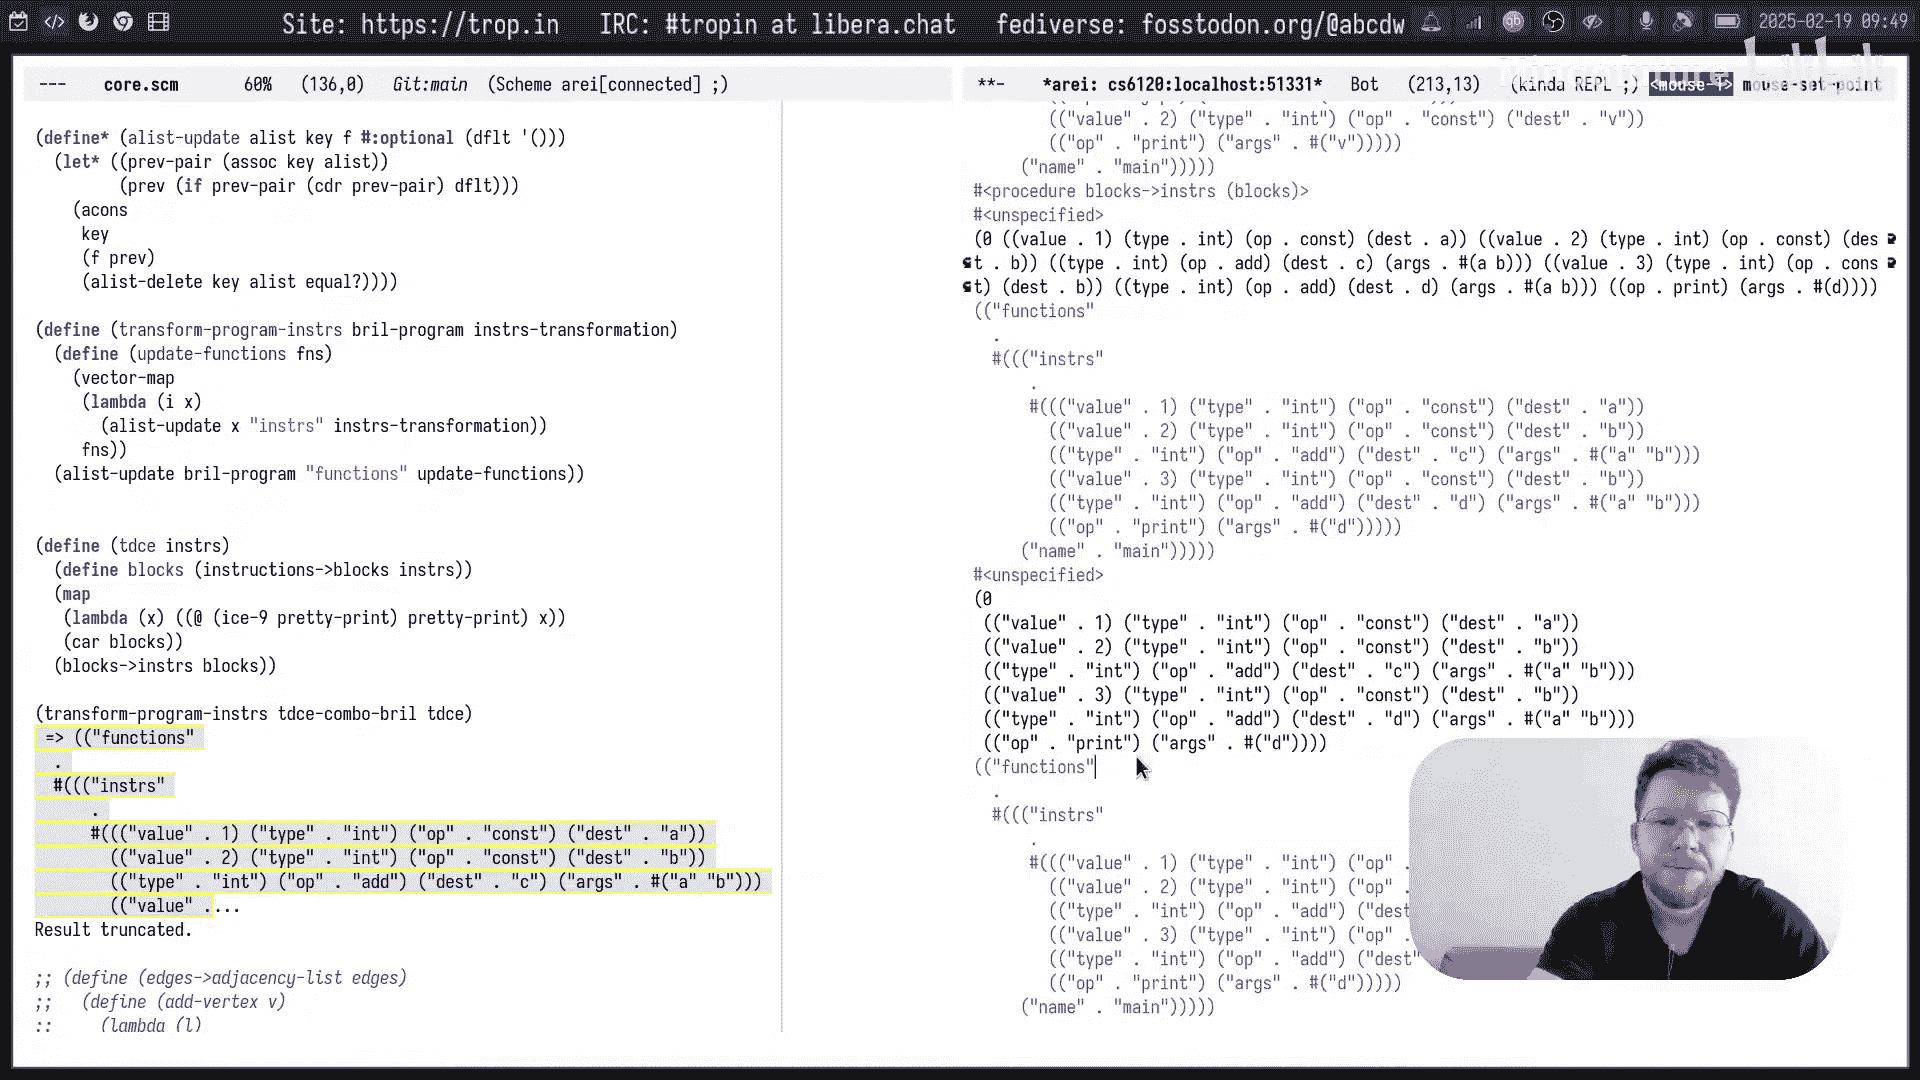 Site: https://trop.in IRC: #tropin at libera.chat fediverse: fosstodon.org/@abcdw
2025-02-19 09:49
--- core.scm 60% (136,0) Git:main (Scheme arei[connected] ;)
(define* (alist-update alist key f #:optional (dflt '()))
(let* ((prev-pair (assoc key alist))
(prev (if prev-pair (cdr prev-pair) dflt)))
(acons
key
(f prev)
(alist-delete key alist equal?))))
(define (transform-program-instrs bril-program instrs-transformation)
(define (update-functions fns)
(vector-map
(lambda (i x)
(alist-update x "instrs" instrs-transformation))
fns))
(alist-update bril-program "functions" update-functions))
(define (tdce instrs)
(define blocks (instructions->blocks instrs))
(map
(lambda (x) ((@ (ice-9 pretty-print) pretty-print) x))
(car blocks))
(blocks->instrs blocks))
(transform-program-instrs tdce-combo-bril tdce)
=> (("functions"
.
#((("instrs"
.
#((("value" . 1) ("type" . "int") ("op" . "const") ("dest" . "a"))
(("value" . 2) ("type" . "int") ("op" . "const") ("dest" . "b"))
(("type" . "int") ("op" . "add") ("dest" . "c") ("args" . #("a" "b")))
(("value" ....
Result truncated.
;; (define (edges->adjacency-list edges)
;; (define (add-vertex v)
;; (lambda (l)
**- *arei: cs6120:localhost:51331* Bot (213,13) (kinda REPL ;) <mouse-1> mouse-set-point
(("value" . 2) ("type" . "int") ("op" . "const") ("dest" . "v"))
(("op" . "print") ("args" . #("v")))))
("name" . "main")))))
#<procedure blocks->instrs (blocks)>
#<unspecified>
(0 ((value . 1) (type . int) (op . const) (dest . a)) ((value . 2) (type . int) (op . const) (des
t . b)) ((type . int) (op . add) (dest . c) (args . #(a b))) ((value . 3) (type . int) (op . cons
t) (dest . b)) ((type . int) (op . add) (dest . d) (args . #(a b))) ((op . print) (args . #(d))))
(("functions"
.
#((("instrs"
.
#((("value" . 1) ("type" . "int") ("op" . "const") ("dest" . "a"))
(("value" . 2) ("type" . "int") ("op" . "const") ("dest" . "b"))
(("type" . "int") ("op" . "add") ("dest" . "c") ("args" . #("a" "b")))
(("value" . 3) ("type" . "int") ("op" . "const") ("dest" . "b"))
(("type" . "int") ("op" . "add") ("dest" . "d") ("args" . #("a" "b")))
(("op" . "print") ("args" . #("d")))))
("name" . "main")))))
#<unspecified>
(0
(("value" . 1) ("type" . "int") ("op" . "const") ("dest" . "a"))
(("value" . 2) ("type" . "int") ("op" . "const") ("dest" . "b"))
(("type" . "int") ("op" . "add") ("dest" . "c") ("args" . #("a" "b")))
(("value" . 3) ("type" . "int") ("op" . "const") ("dest" . "b"))
(("type" . "int") ("op" . "add") ("dest" . "d") ("args" . #("a" "b")))
(("op" . "print") ("args" . #("d"))))
(("functions"
.
#((("instrs"
.
#((("value" . 1) ("type" . "int") ("op" .
(("value" . 2) ("type" . "int") ("op" .
(("type" . "int") ("op" . "add") ("dest
(("value" . 3) ("type" . "int") ("op" .
(("type" . "int") ("op" . "add") ("dest"
(("op" . "print") ("args" . #("d")))))
("name" . "main")))))